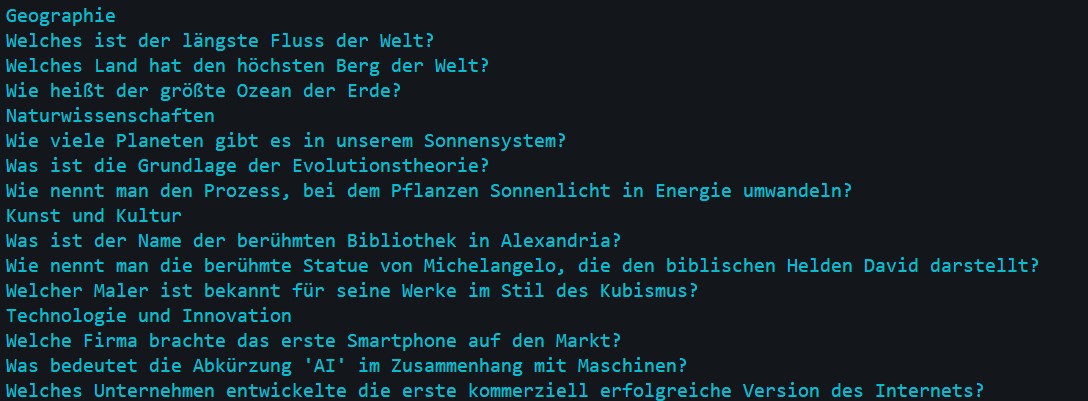 Geographie
Welches ist der längste Fluss der Welt?
Welches Land hat den höchsten Berg der Welt?
Wie heißt der größte Ozean der Erde?
Naturwissenschaften
Wie viele Planeten gibt es in unserem Sonnensystem?
Was ist die Grundlage der Evolutionstheorie?
Wie nennt man den Prozess, bei dem Pflanzen Sonnenlicht in Energie umwandeln?
Kunst und Kultur
Was ist der Name der berühmten Bibliothek in Alexandria?
Wie nennt man die berühmte Statue von Michelangelo, die den biblischen Helden David darstellt?
Welcher Maler ist bekannt für seine Werke im Stil des Kubismus?
Technologie und Innovation
Welche Firma brachte das erste Smartphone auf den Markt?
Was bedeutet die Abkürzung 'AI' im Zusammenhang mit Maschinen?
Welches Unternehmen entwickelte die erste kommerziell erfolgreiche Version des Internets?